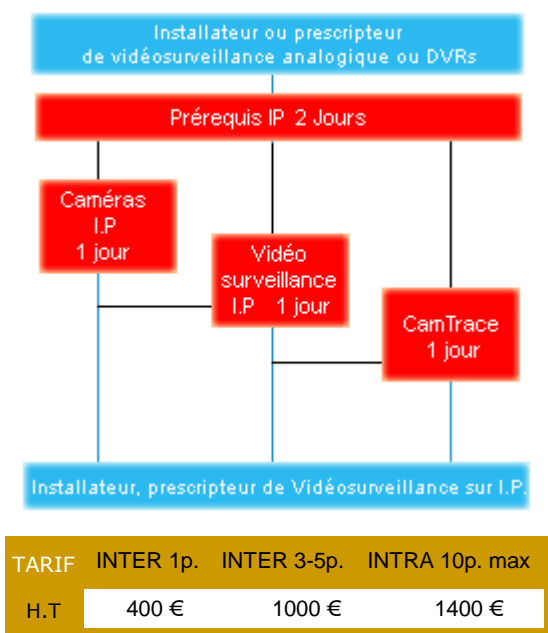 Installateur ou prescripteur
de vidéosurveillance analogique ou DVRs
Prérequis IP 2 Jours
Caméras
I.P
1 jour
Vidéo
surveillance
I.P 1 jour
CamTrace
1 jour
Installateur, prescripteur de Vidéosurveillance sur I.P.
TARIF INTER 1p. INTER 3-5p. INTRA 10p. max
H.T 400 € 1000 € 1400 €